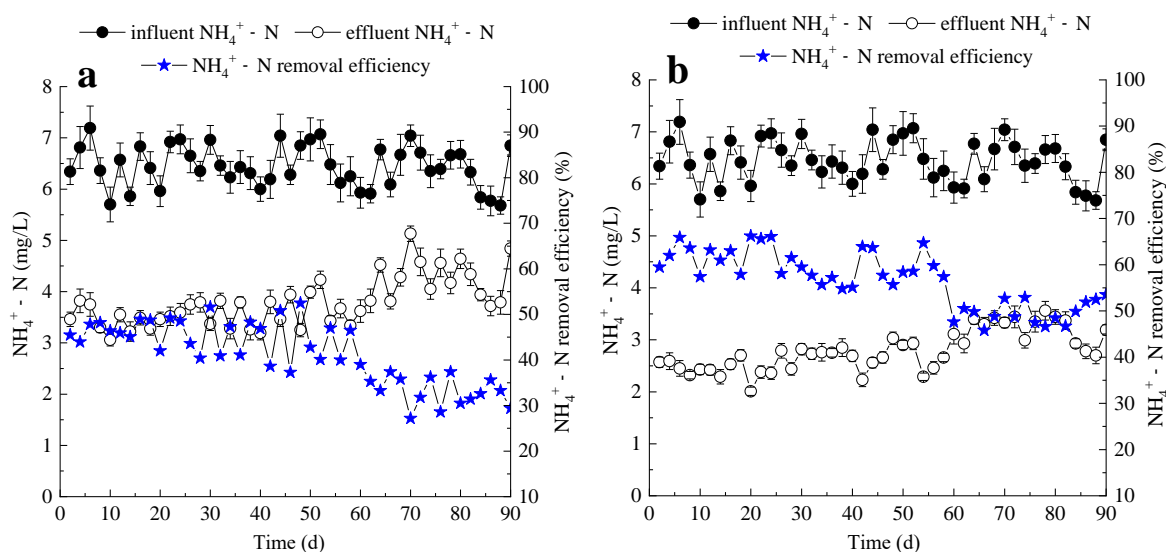 influent NH₄⁺ - N effluent NH₄⁺ - N
NH₄⁺ - N removal efficiency
a
8
7
6
5
4
3
2
1
0
NH₄⁺ - N (mg/L)
100
90
80
70
60
50
40
30
20
10
NH₄⁺ - N removal efficiency (%)
0 10 20 30 40 50 60 70 80 90
Time (d)
influent NH₄⁺ - N effluent NH₄⁺ - N
NH₄⁺ - N removal efficiency
b
8
7
6
5
4
3
2
1
0
NH₄⁺ - N (mg/L)
100
90
80
70
60
50
40
30
20
10
NH₄⁺ - N removal efficiency (%)
0 10 20 30 40 50 60 70 80 90
Time (d)